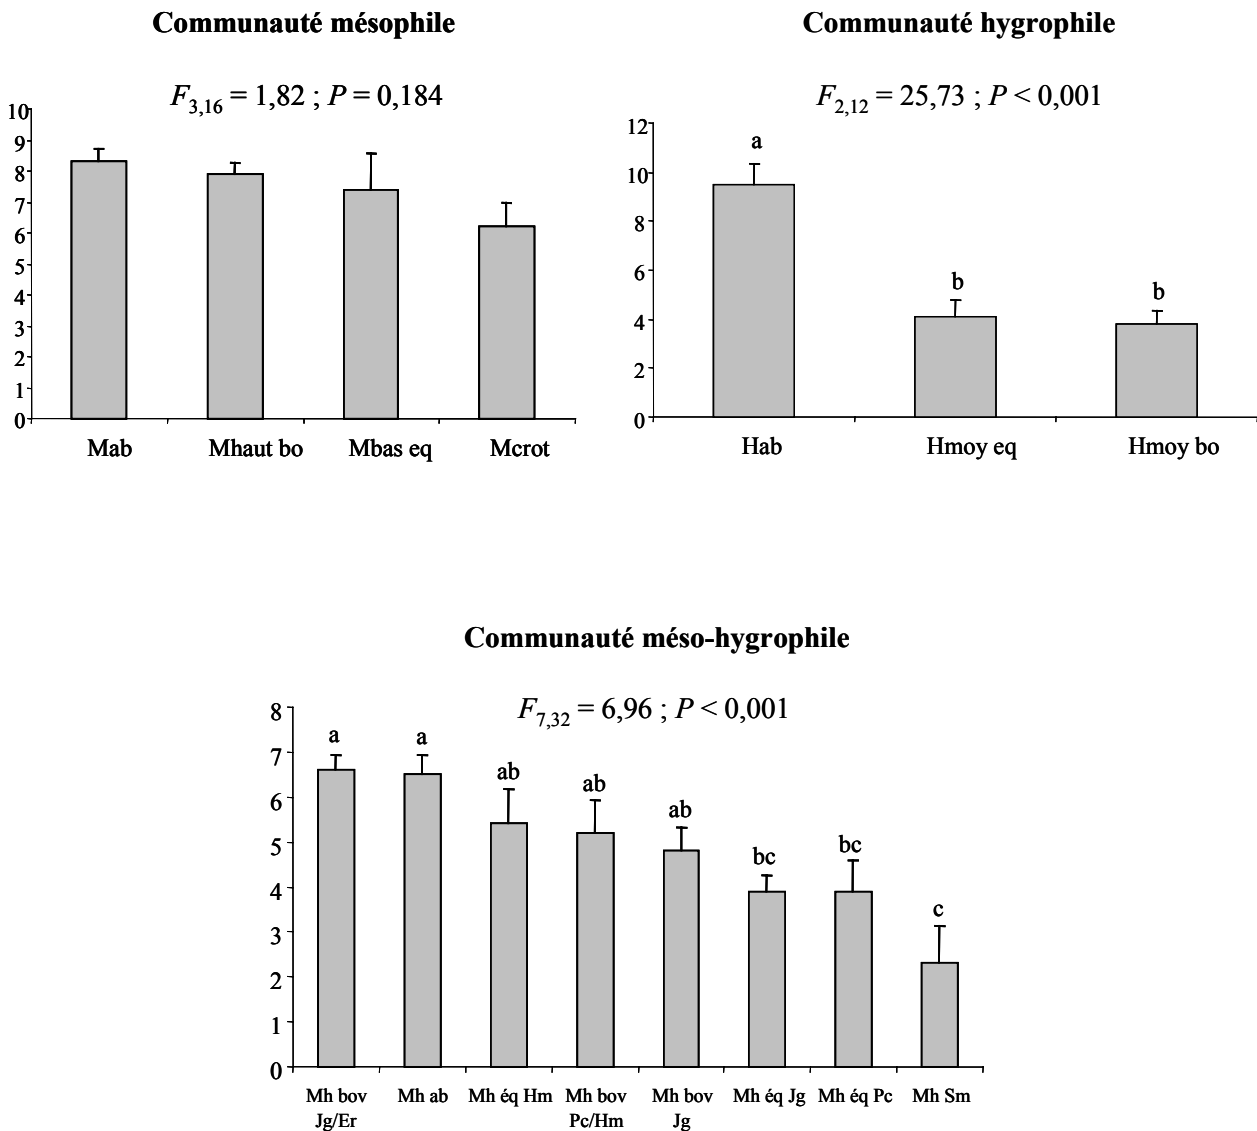 Communauté mésophile
F3,16 = 1,82 ; P = 0,184
10
9
8
7
6
5
4
3
2
1
0
Mab Mhaut bo Mbas eq Mcrot
Communauté hygrophile
F2,12 = 25,73 ; P < 0,001
12
10
8
6
4
2
0
a
b
b
Hab Hmoy eq Hmoy bo
Communauté méso-hygrophile
F7,32 = 6,96 ; P < 0,001
8
7
6
5
4
3
2
1
0
a a ab ab ab bc bc c
Mh bov Mh ab Mh éq Hm Mh bov Mh bov Mh éq Jg Mh éq Pc Mh Sm
Jg/Er Pc/Hm Jg